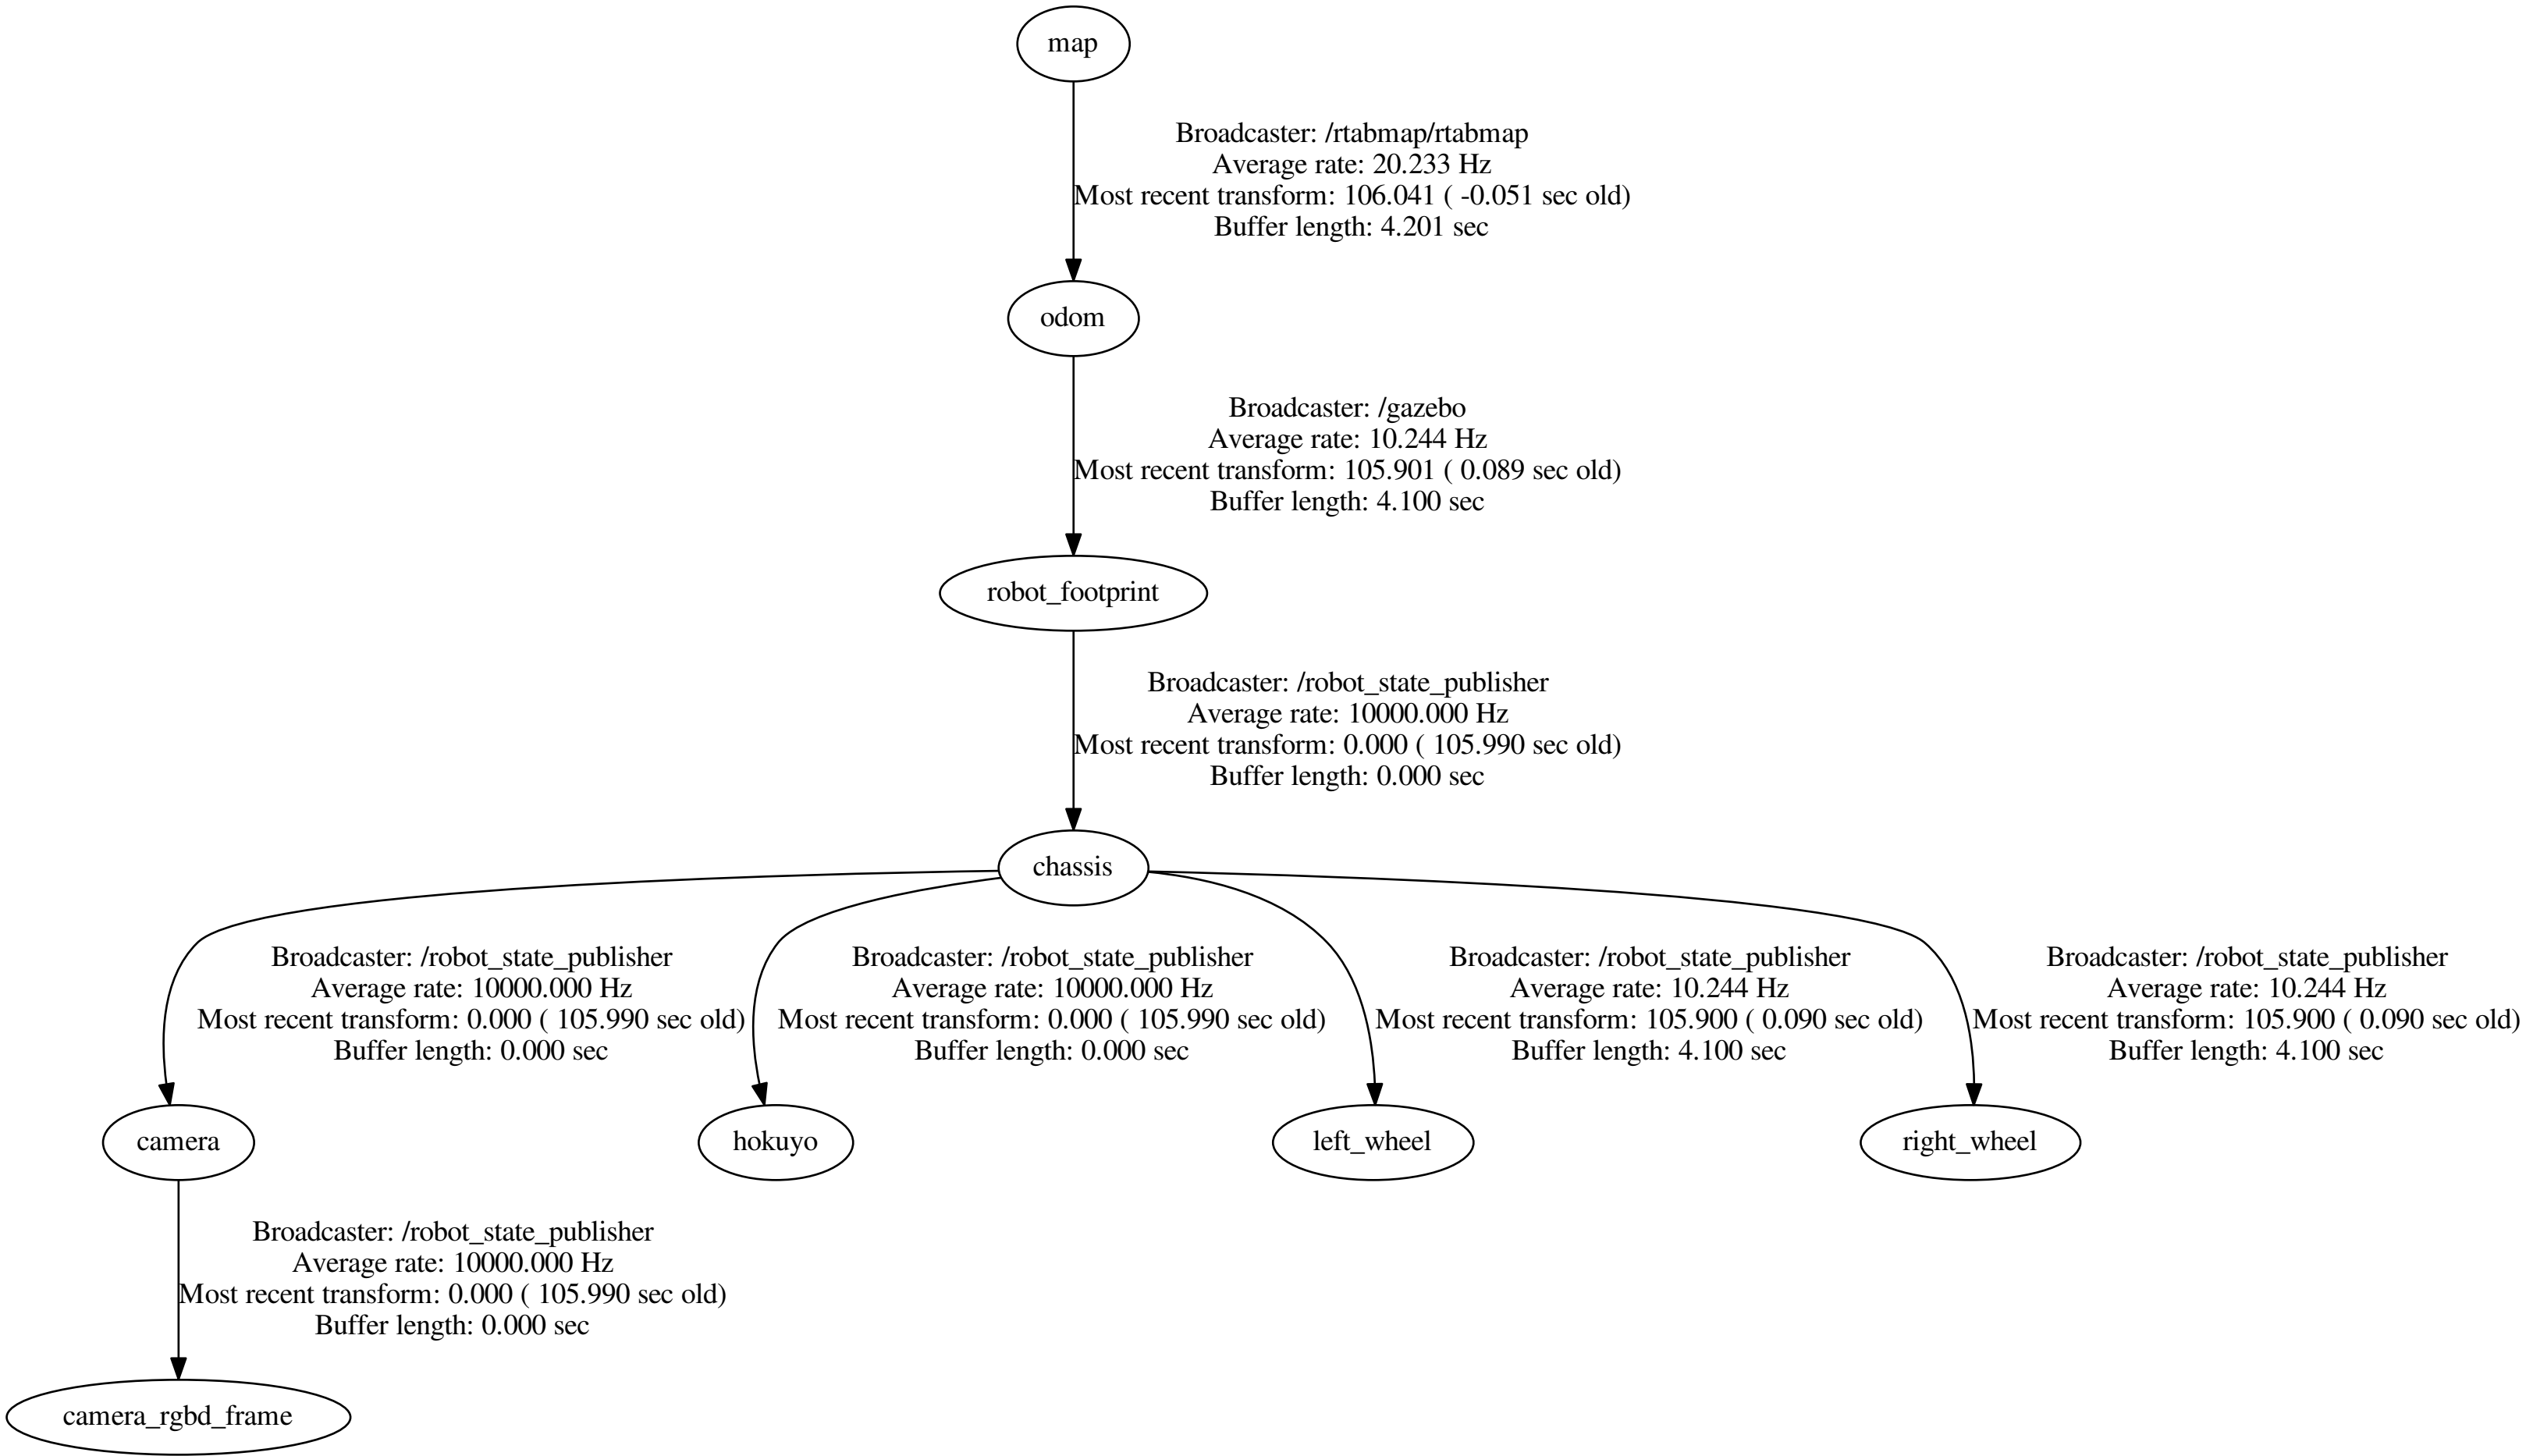 map
Broadcaster: /rtabmap/rtabmap
Average rate: 20.233 Hz
Most recent transform: 106.041 ( -0.051 sec old)
Buffer length: 4.201 sec
odom
Broadcaster: /gazebo
Average rate: 10.244 Hz
Most recent transform: 105.901 ( 0.089 sec old)
Buffer length: 4.100 sec
robot_footprint
Broadcaster: /robot_state_publisher
Average rate: 10000.000 Hz
Most recent transform: 0.000 ( 105.990 sec old)
Buffer length: 0.000 sec
chassis
Broadcaster: /robot_state_publisher
Average rate: 10000.000 Hz
Most recent transform: 0.000 ( 105.990 sec old)
Buffer length: 0.000 sec
Broadcaster: /robot_state_publisher
Average rate: 10000.000 Hz
Most recent transform: 0.000 ( 105.990 sec old)
Buffer length: 0.000 sec
Broadcaster: /robot_state_publisher
Average rate: 10.244 Hz
Most recent transform: 105.900 ( 0.090 sec old)
Buffer length: 4.100 sec
Broadcaster: /robot_state_publisher
Average rate: 10.244 Hz
Most recent transform: 105.900 ( 0.090 sec old)
Buffer length: 4.100 sec
camera
hokuyo
left_wheel
right_wheel
Broadcaster: /robot_state_publisher
Average rate: 10000.000 Hz
Most recent transform: 0.000 ( 105.990 sec old)
Buffer length: 0.000 sec
camera_rgbd_frame